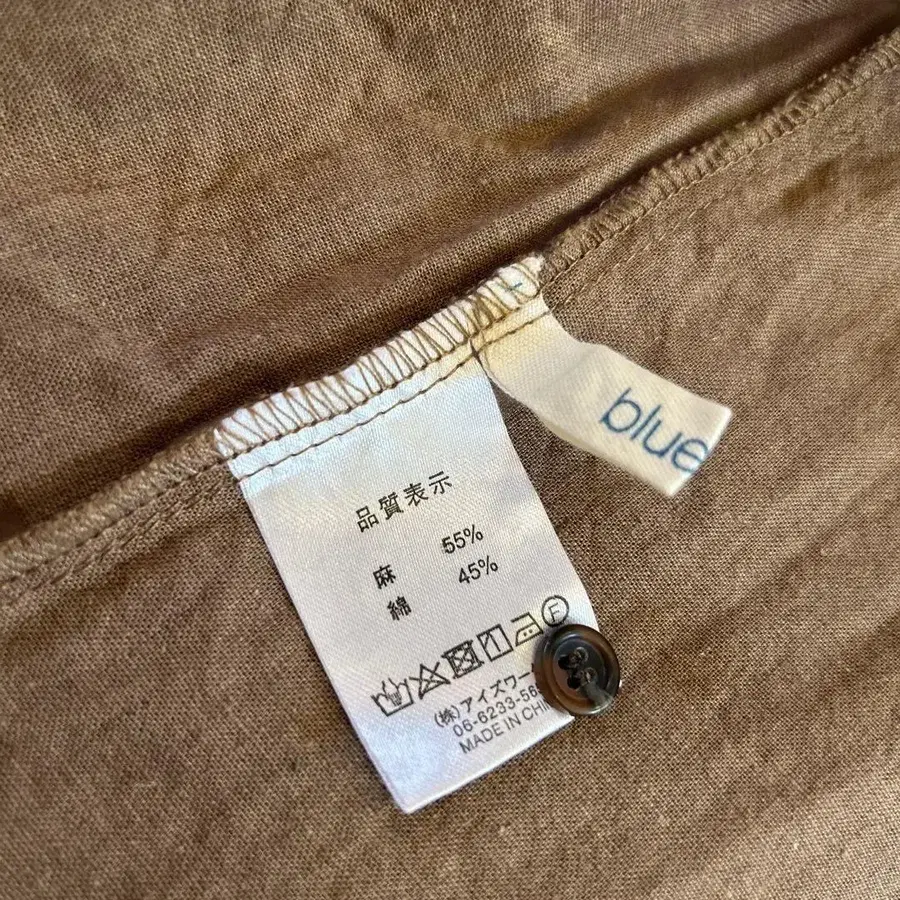 品質表示
麻 55%
綿 45%
F
(株)アイズワー
06-6233-56
MADE IN CHIN
blue